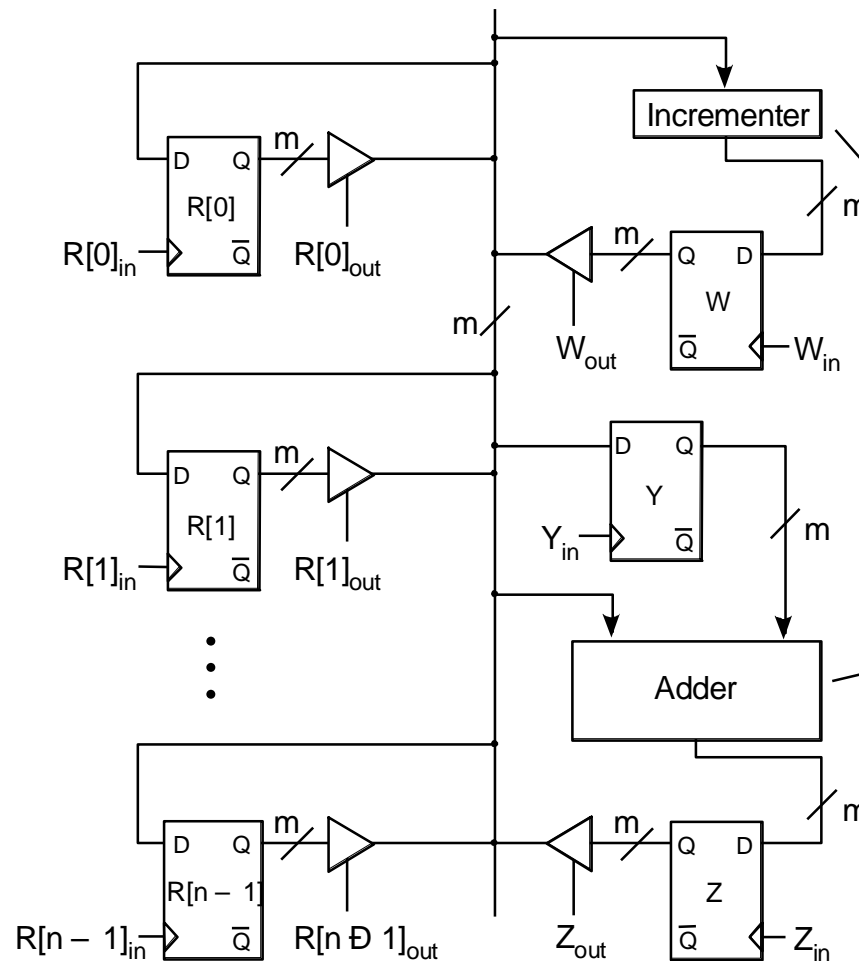 Incrementer
m
D Q
R[0]
Q̅
R[0]in
R[0]out
m
m
Q D
W
Q̅
Wout
Win
m
m
D Q
R[1]
Q̅
R[1]in
R[1]out
D Q
Y
Q̅
Yin
m
Adder
m
D Q
R[n – 1]
Q̅
R[n – 1]in
R[n Ð 1]out
m
m
Q D
Z
Q̅
Zout
Zin